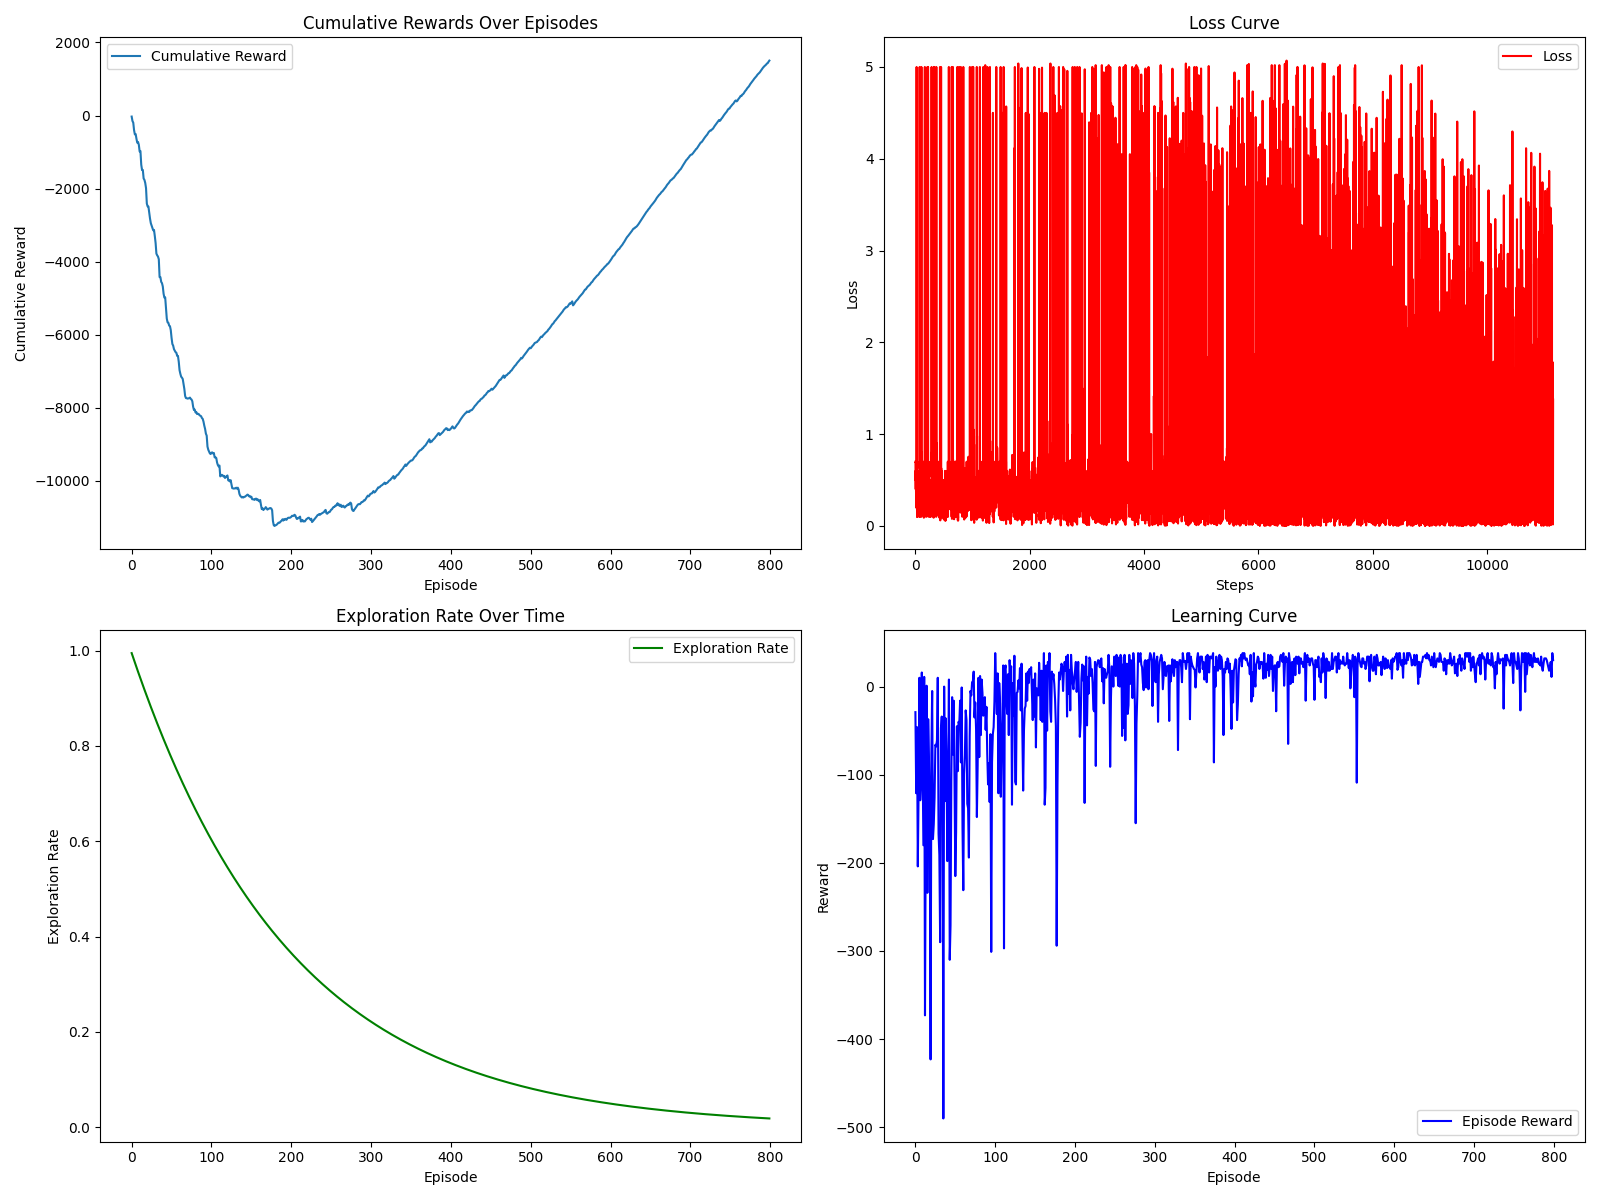 Cumulative Rewards Over Episodes
Cumulative Reward
2000
0
−2000
−4000
−6000
−8000
−10000
Cumulative Reward
0 100 200 300 400 500 600 700 800
Episode
Loss Curve
Loss
5
4
3
2
1
0
Loss
0 2000 4000 6000 8000 10000
Steps
Exploration Rate Over Time
Exploration Rate
1.0
0.8
0.6
0.4
0.2
0.0
Exploration Rate
0 100 200 300 400 500 600 700 800
Episode
Learning Curve
0
−100
−200
−300
−400
−500
Reward
Episode Reward
0 100 200 300 400 500 600 700 800
Episode